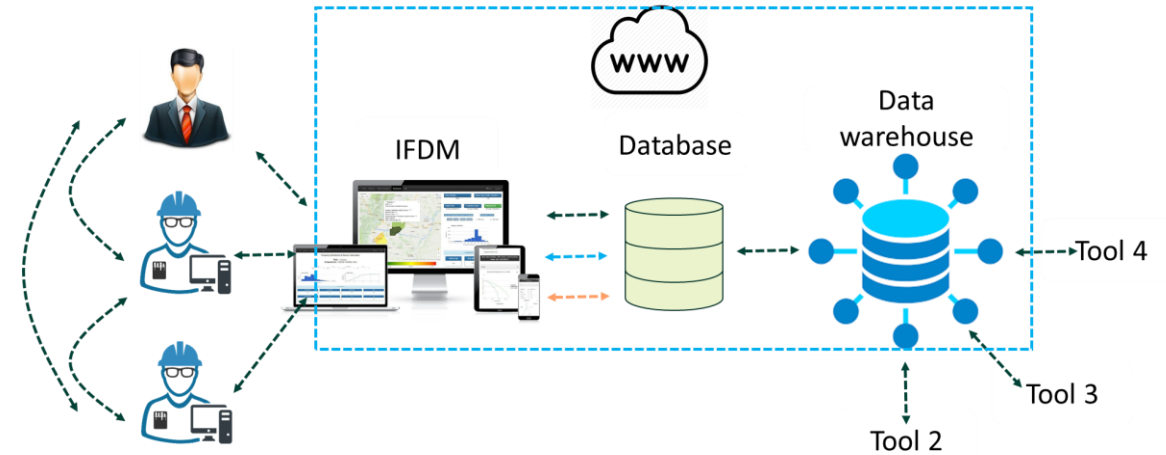 WWW
IFDM
Database
Data
warehouse
Tool 4
Tool 3
Tool 2